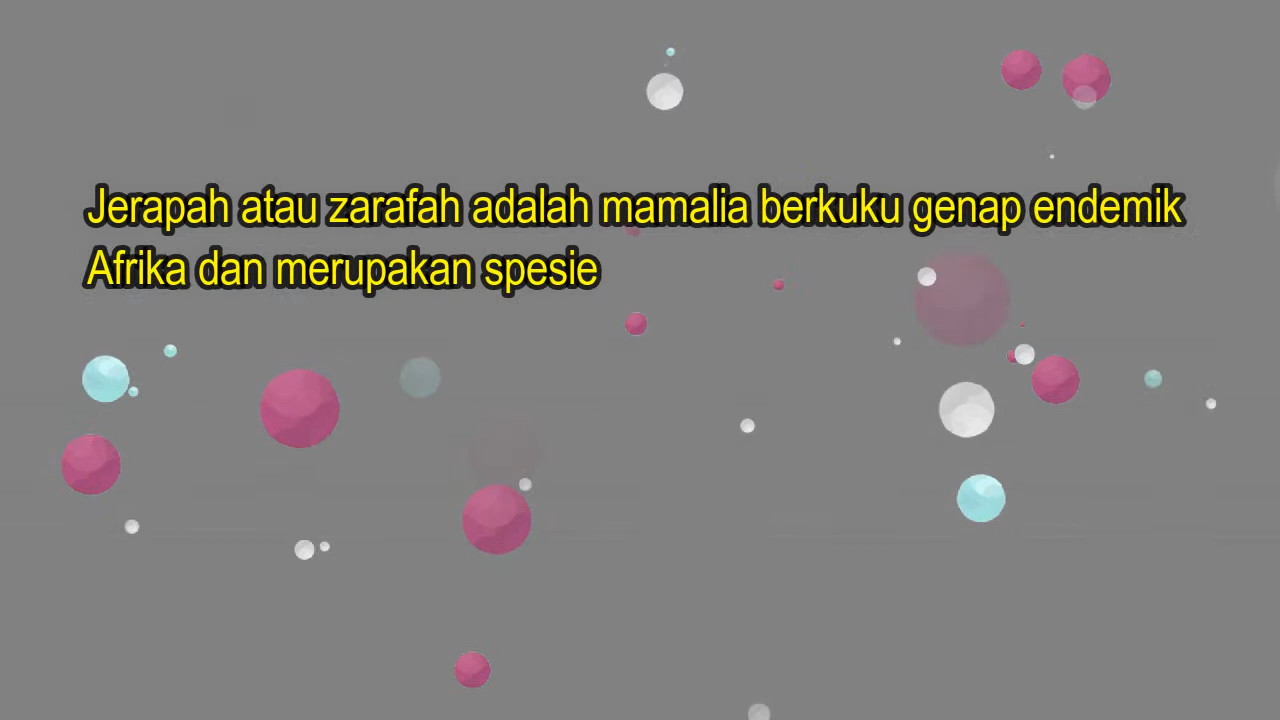 Jerapah atau zarafah adalah mamalia berkuku genap endemik
Afrika dan merupakan spesie